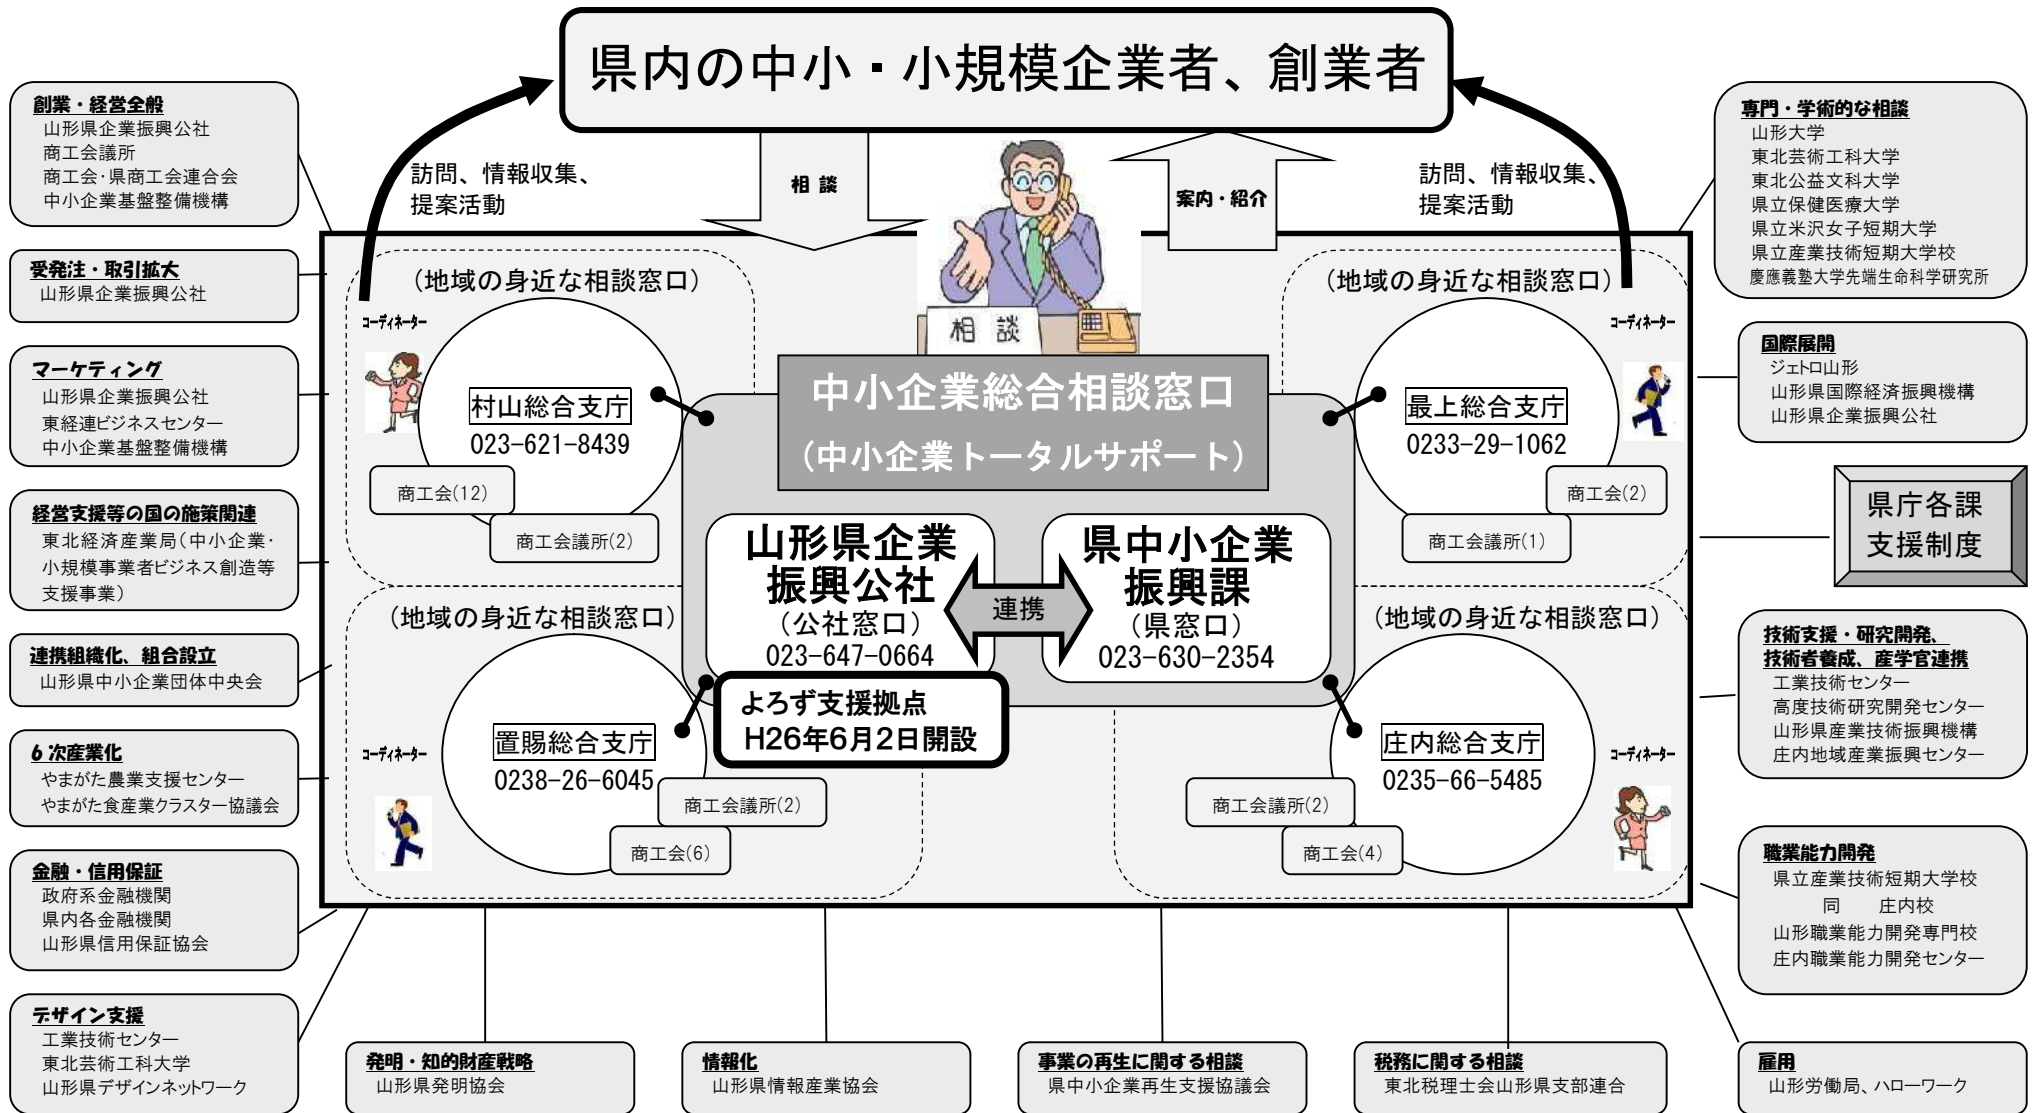 県内の中小・小規模企業者、創業者
創業・経営全般
山形県企業振興公社
商工会議所
商工会・県商工会連合会
中小企業基盤整備機構
受発注・取引拡大
山形県企業振興公社
マーケティング
山形県企業振興公社
東経連ビジネスセンター
中小企業基盤整備機構
経営支援等の国の施策関連
東北経済産業局(中小企業・
小規模事業者ビジネス創造等
支援事業)
連携組織化、組合設立
山形県中小企業団体中央会
6次産業化
やまがた農業支援センター
やまがた食産業クラスター協議会
金融・信用保証
政府系金融機関
県内各金融機関
山形県信用保証協会
デザイン支援
工業技術センター
東北芸術工科大学
山形県デザインネットワーク
訪問、情報収集、
提案活動
相 談
案内・紹介
訪問、情報収集、
提案活動
相 談
(地域の身近な相談窓口)
コーディネーター
村山総合支庁
023-621-8439
商工会(12)
商工会議所(2)
(地域の身近な相談窓口)
コーディネーター
最上総合支庁
0233-29-1062
商工会(2)
商工会議所(1)
中小企業総合相談窓口
(中小企業トータルサポート)
山形県企業
振興公社
(公社窓口)
023-647-0664
連携
県中小企業
振興課
(県窓口)
023-630-2354
よろず支援拠点
H26年6月2日開設
(地域の身近な相談窓口)
コーディネーター
置賜総合支庁
0238-26-6045
商工会議所(2)
商工会(6)
(地域の身近な相談窓口)
コーディネーター
庄内総合支庁
0235-66-5485
商工会議所(2)
商工会(4)
専門・学術的な相談
山形大学
東北芸術工科大学
東北公益文科大学
県立保健医療大学
県立米沢女子短期大学
県立産業技術短期大学校
慶應義塾大学先端生命科学研究所
国際展開
ジェトロ山形
山形県国際経済振興機構
山形県企業振興公社
県庁各課
支援制度
技術支援・研究開発、
技術者養成、産学官連携
工業技術センター
高度技術研究開発センター
山形県産業技術振興機構
庄内地域産業振興センター
職業能力開発
県立産業技術短期大学校
同 庄内校
山形職業能力開発専門校
庄内職業能力開発センター
発明・知的財産戦略
山形県発明協会
情報化
山形県情報産業協会
事業の再生に関する相談
県中小企業再生支援協議会
税務に関する相談
東北税理士会山形県支部連合
雇用
山形労働局、ハローワーク